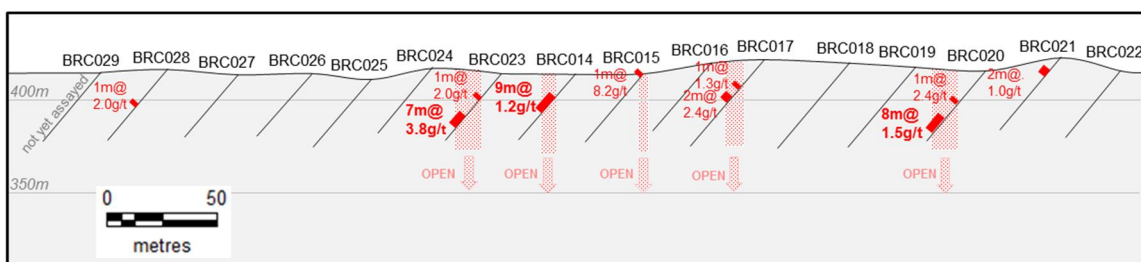 BRC029
BRC028
BRC027
BRC026
BRC025
BRC024
BRC023
BRC014
BRC015
BRC016
BRC017
BRC018
BRC019
BRC020
BRC021
BRC022
400m
350m
not yet assayed
1m@
2.0g/t
1m@
2.0g/t
7m@
3.8g/t
9m@
1.2g/t
1m@
8.2g/t
1m@
1.3g/t
2m@
2.4g/t
1m@
2.4g/t
8m@
1.5g/t
2m@.
1.0g/t
OPEN
OPEN
OPEN
OPEN
OPEN
0 50
metres